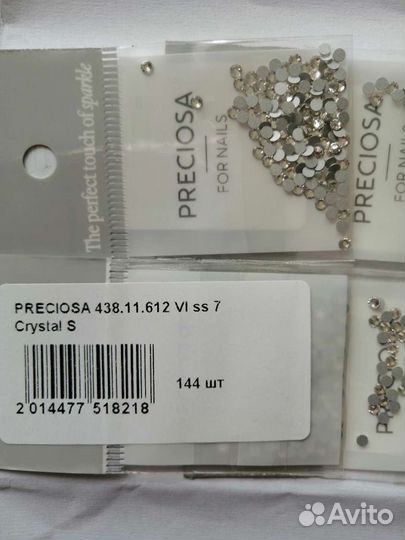 The perfect touch of sparkle
PRECIOSA
FOR NAILS
PRECIOSA 438.11.612 VI ss 7
Crystal S
144 шт
2 014477 518218
PRECIOSA
Avito